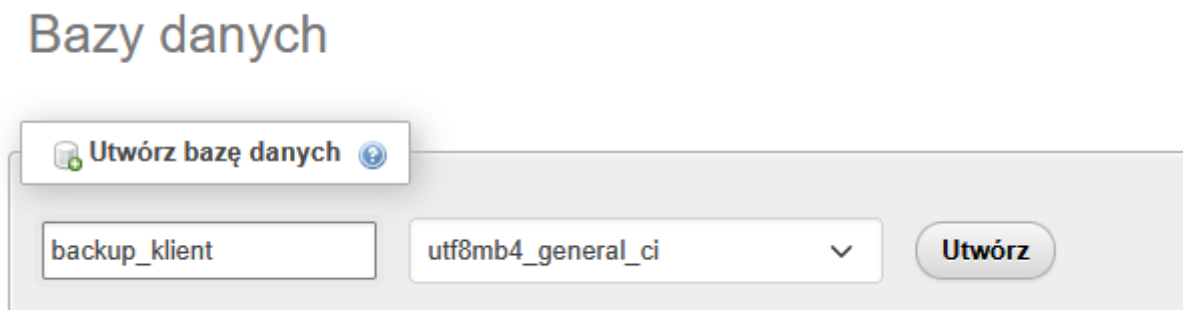 Bazy danych
Utwórz bazę danych
backup_klient utf8mb4_general_ci Utwórz